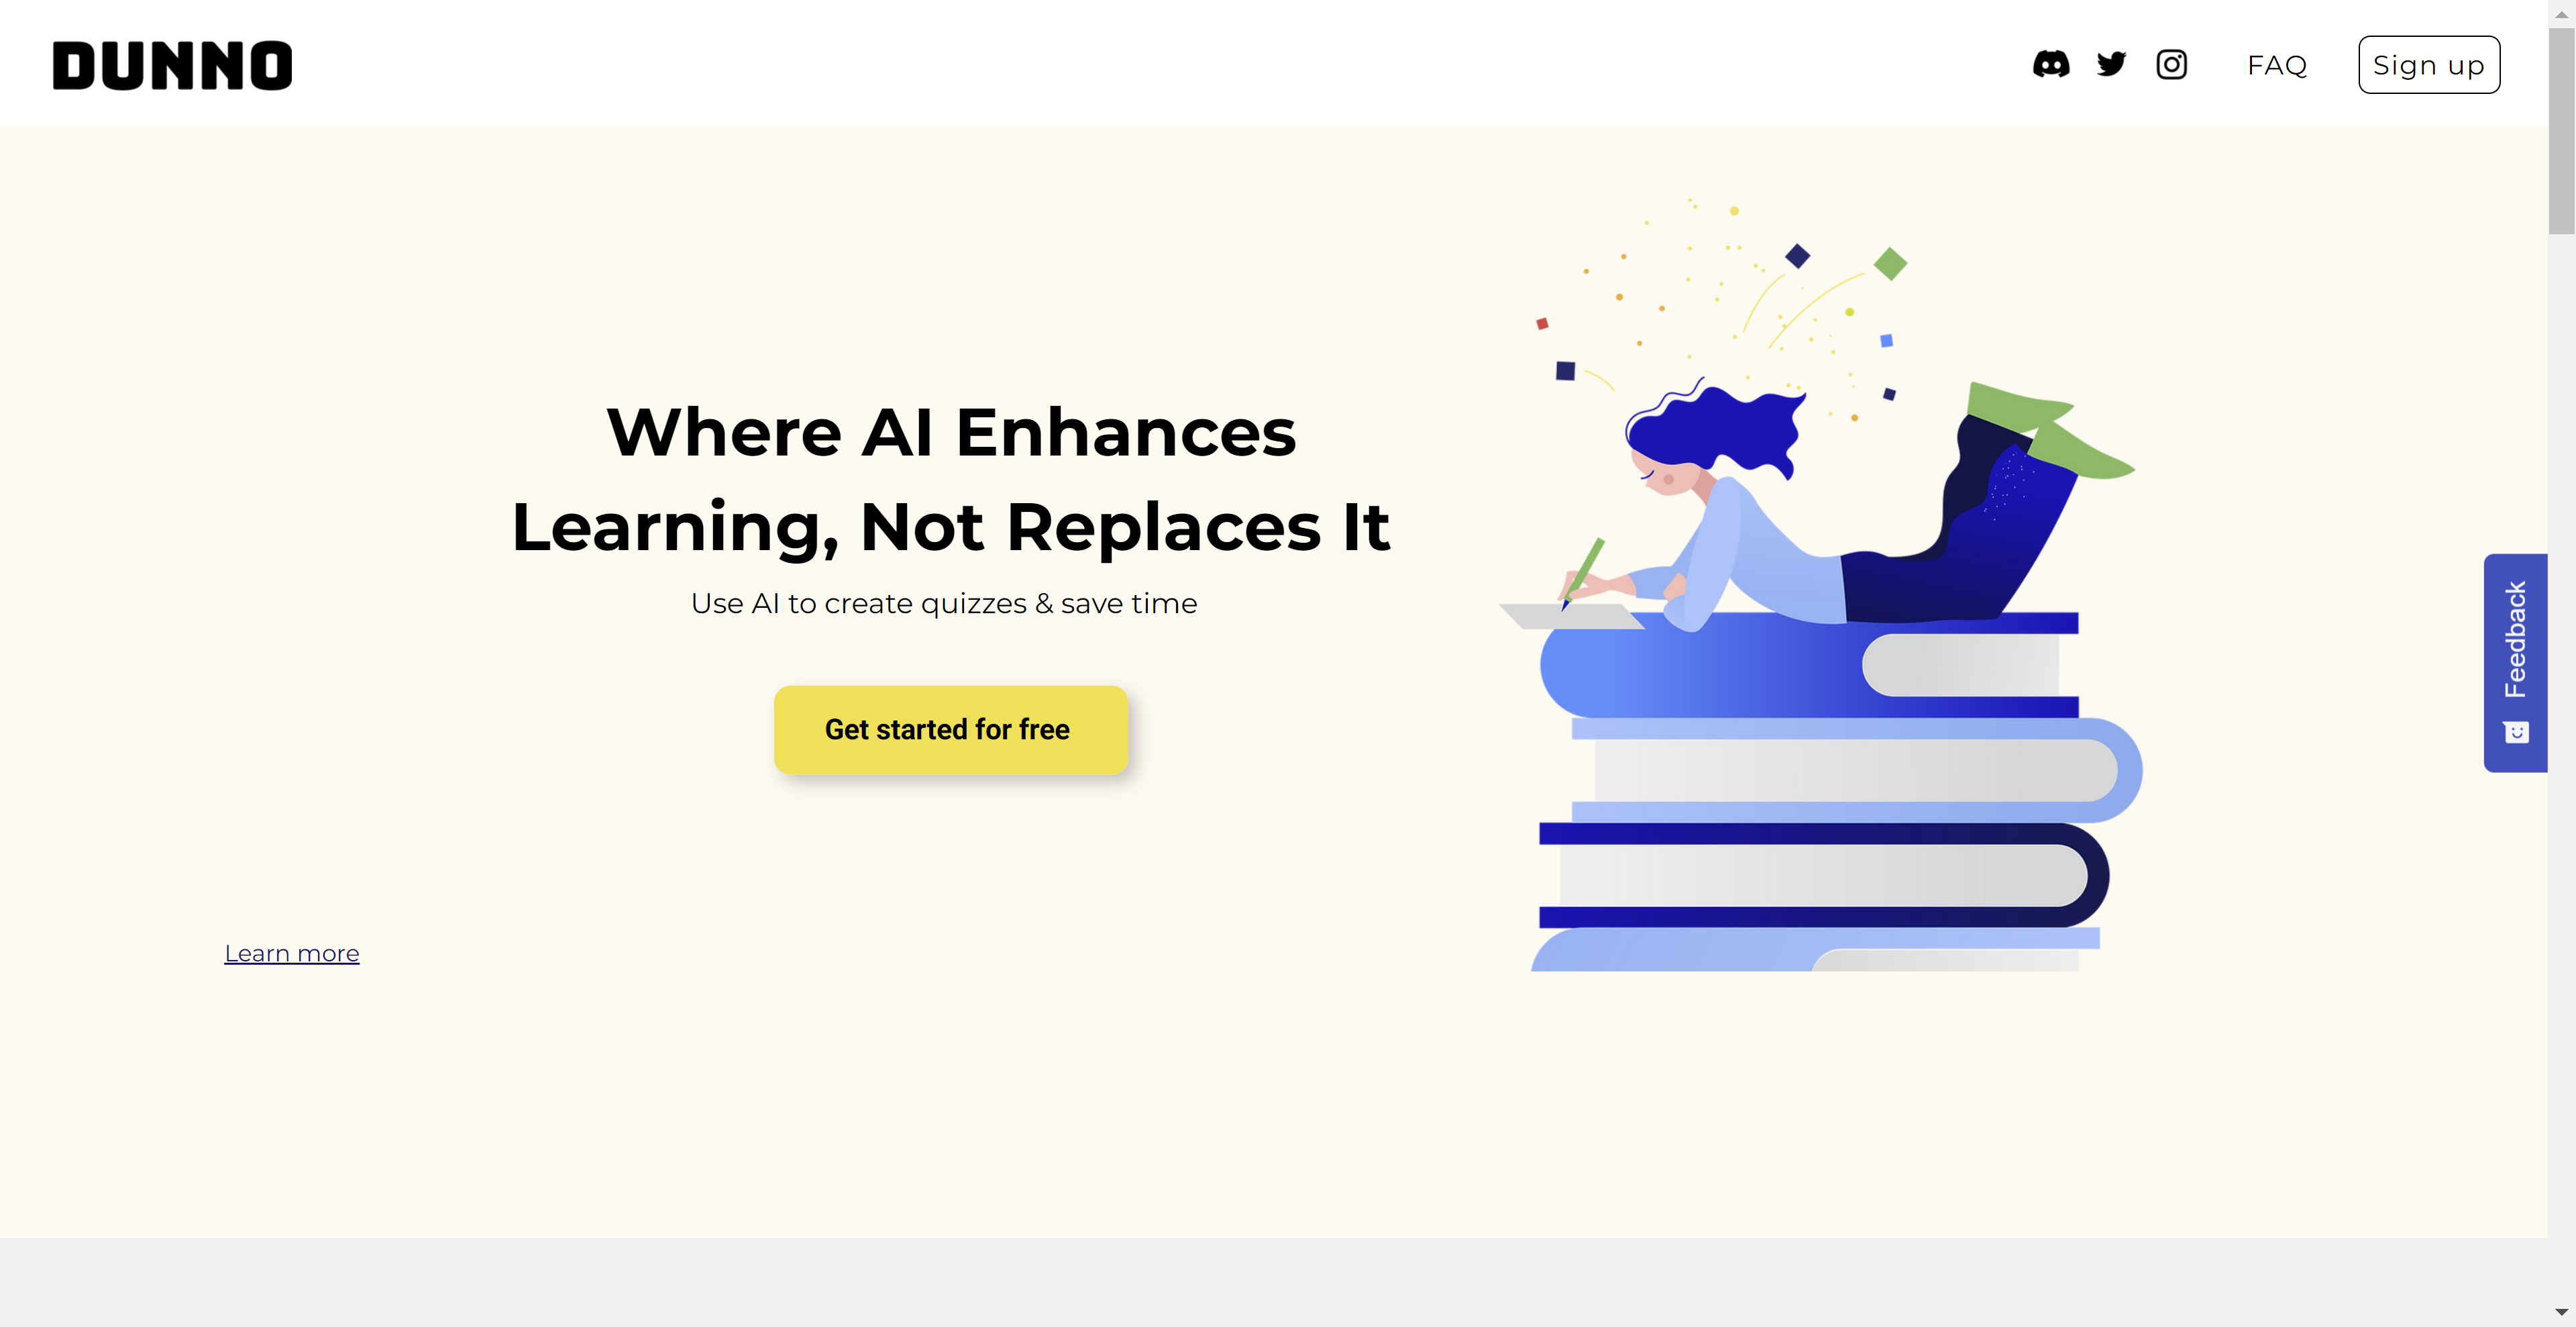 DUNNO
FAQ
Sign up
Where AI Enhances
Learning, Not Replaces It
Use AI to create quizzes & save time
Get started for free
Feedback
Learn more